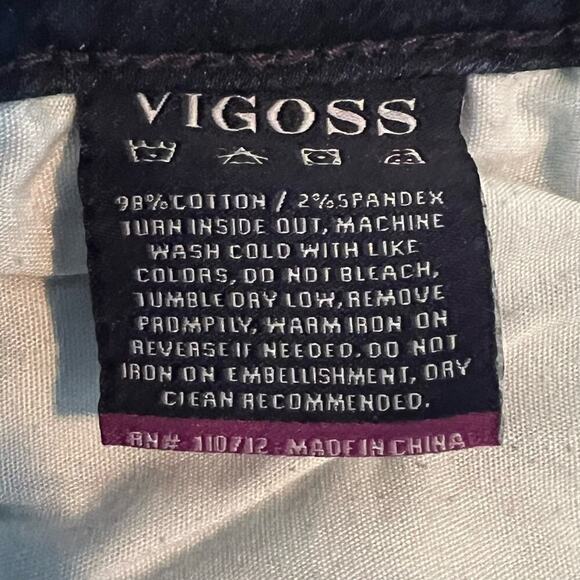 VIGOSS
98% COTTON / 2% SPANDEX
TURN INSIDE OUT, MACHINE
WASH COLD WITH LIKE
COLORS, DO NOT BLEACH,
TUMBLE DRY LOW, REMOVE
PROMPTLY, WARM IRON ON
REVERSE IF NEEDED. DO NOT
IRON ON EMBELLISHMENT, DRY
CLEAN RECOMMENDED.
RN# 110712 MADE IN CHINA